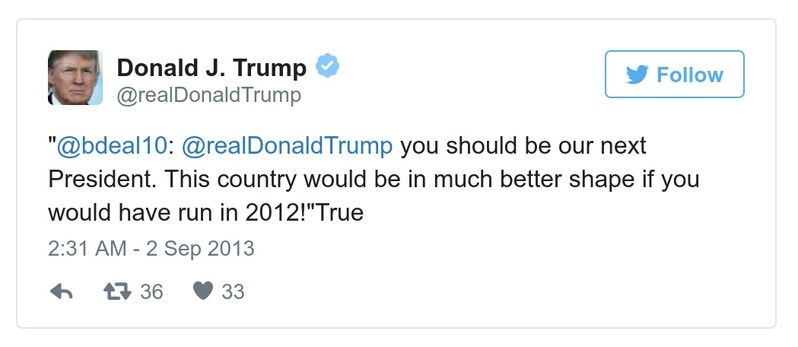 Donald J. Trump
@realDonaldTrump
Follow
"@bdeal10: @realDonaldTrump you should be our next
President. This country would be in much better shape if you
would have run in 2012!"True
2:31 AM - 2 Sep 2013
36 33